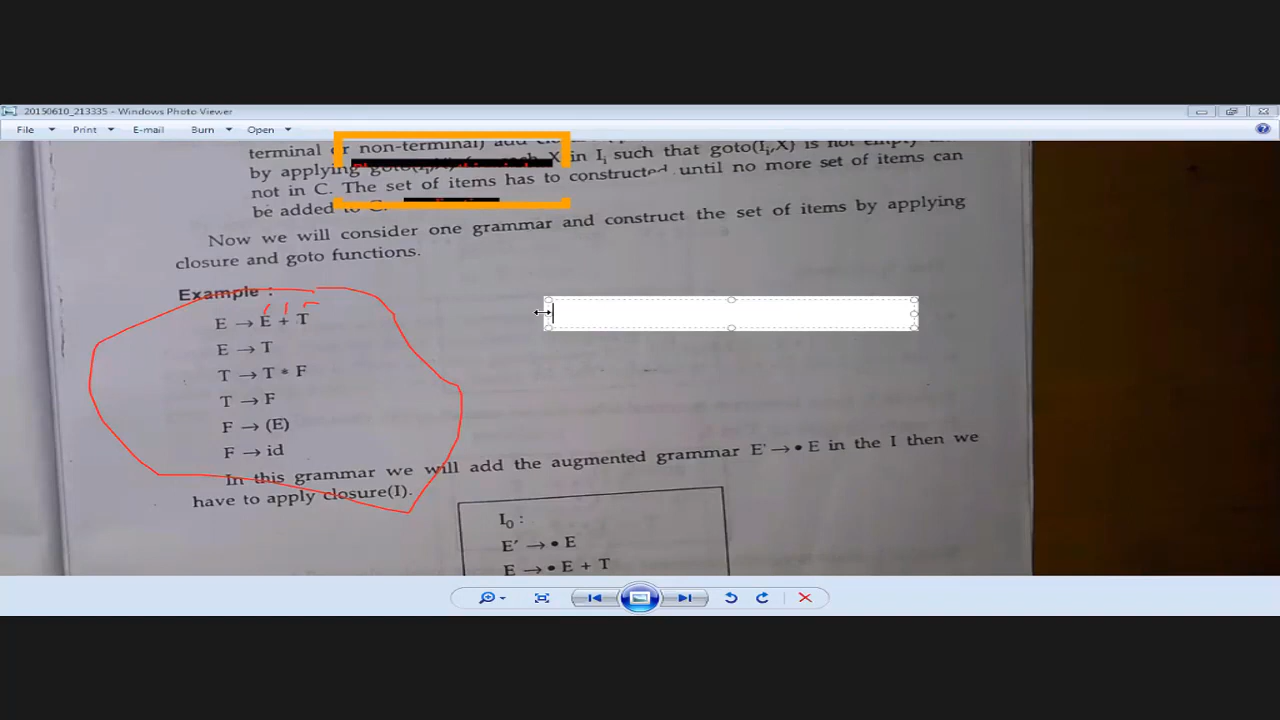 20150610_213335 - Windows Photo Viewer
File Print E-mail Burn Open
terminal or non-terminal) add
by applying X in Ii such that goto(Ii,X) is not empty
not in C. The set of items has to constructed until no more set of items can
be added to C.
Now we will consider one grammar and construct the set of items by applying
closure and goto functions.
Example :
E → E + T
E → T
T → T * F
T → F
F → (E)
F → id
In this grammar we will add the augmented grammar E' → • E in the I then we
have to apply closure(I).
I0 :
E' → • E
E → • E + T